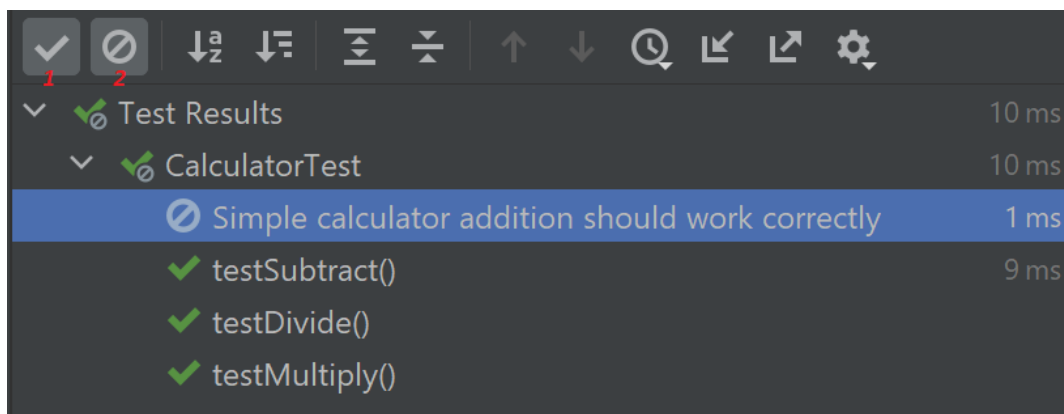 a
z
1 2
Test Results 10 ms
CalculatorTest 10 ms
Simple calculator addition should work correctly 1 ms
testSubtract() 9 ms
testDivide()
testMultiply()